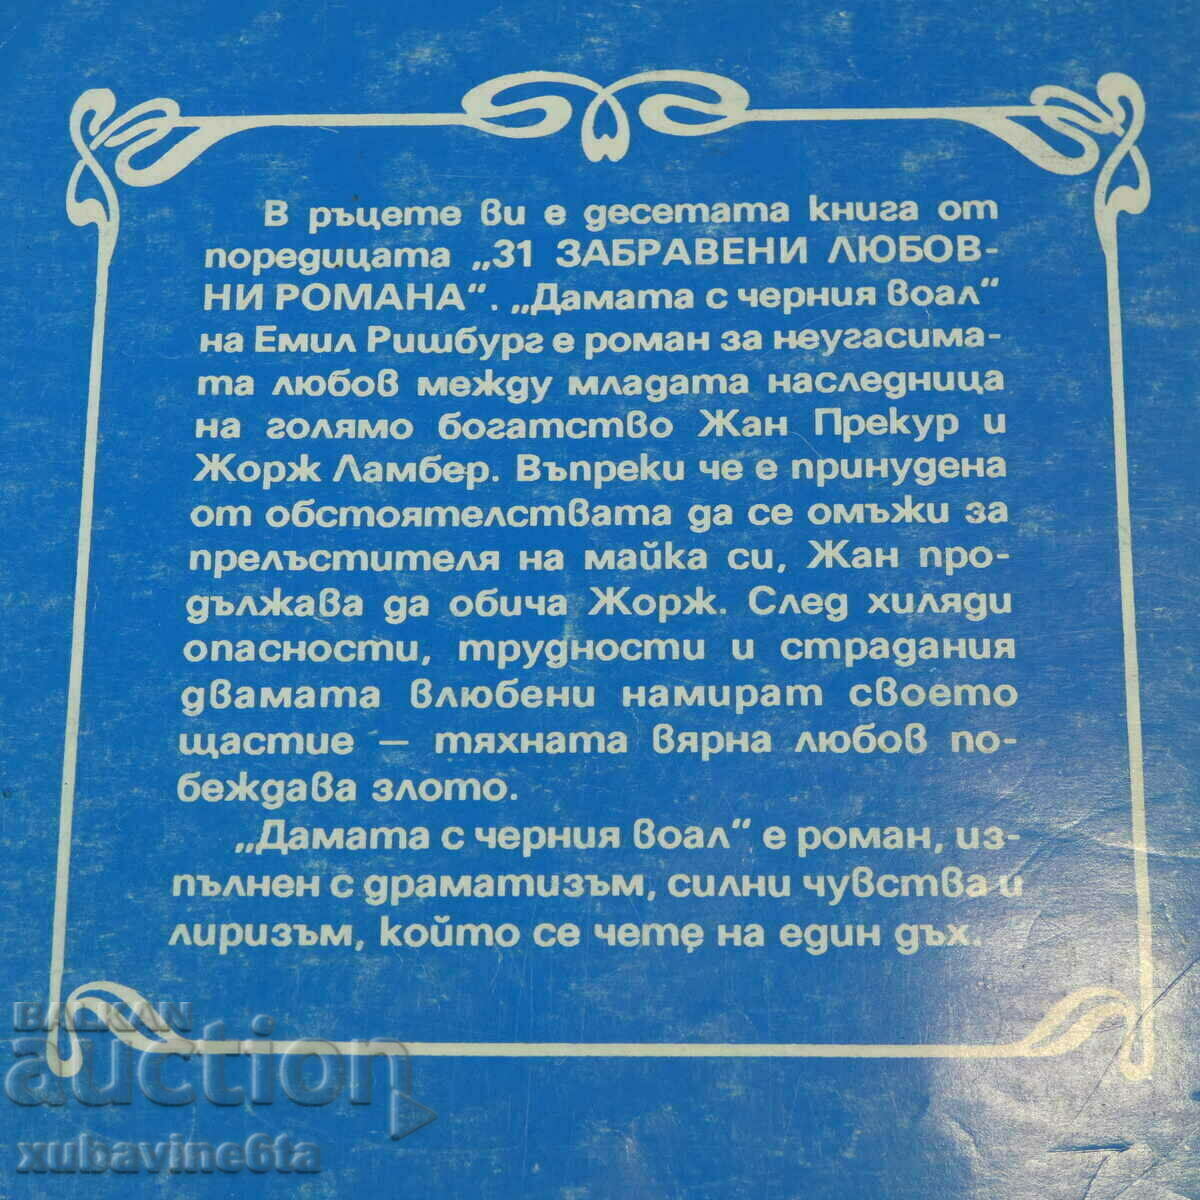 В ръцете ви е десетата книга от
поредицата „31 ЗАБРАВЕНИ ЛЮБОВ-
НИ РОМАНА“. „Дамата с черния воал“
на Емил Ришбург е роман за неугасима-
та любов между младата наследница
на голямо богатство Жан Прекур и
Жорж Ламбер. Въпреки че е принудена
от обстоятелствата да се омъжи за
прелъстителя на майка си, Жан про-
дължава да обича Жорж. След хиляди
опасности, трудности и страдания
двамата влюбени намират своето
щастие – тяхната вярна любов по-
беждава злото.
„Дамата с черния воал“ е роман, из-
пълнен с драматизъм, силни чувства и
лиризъм, който се чете на един дъх.
BALKAN
auction
xubavine6ta